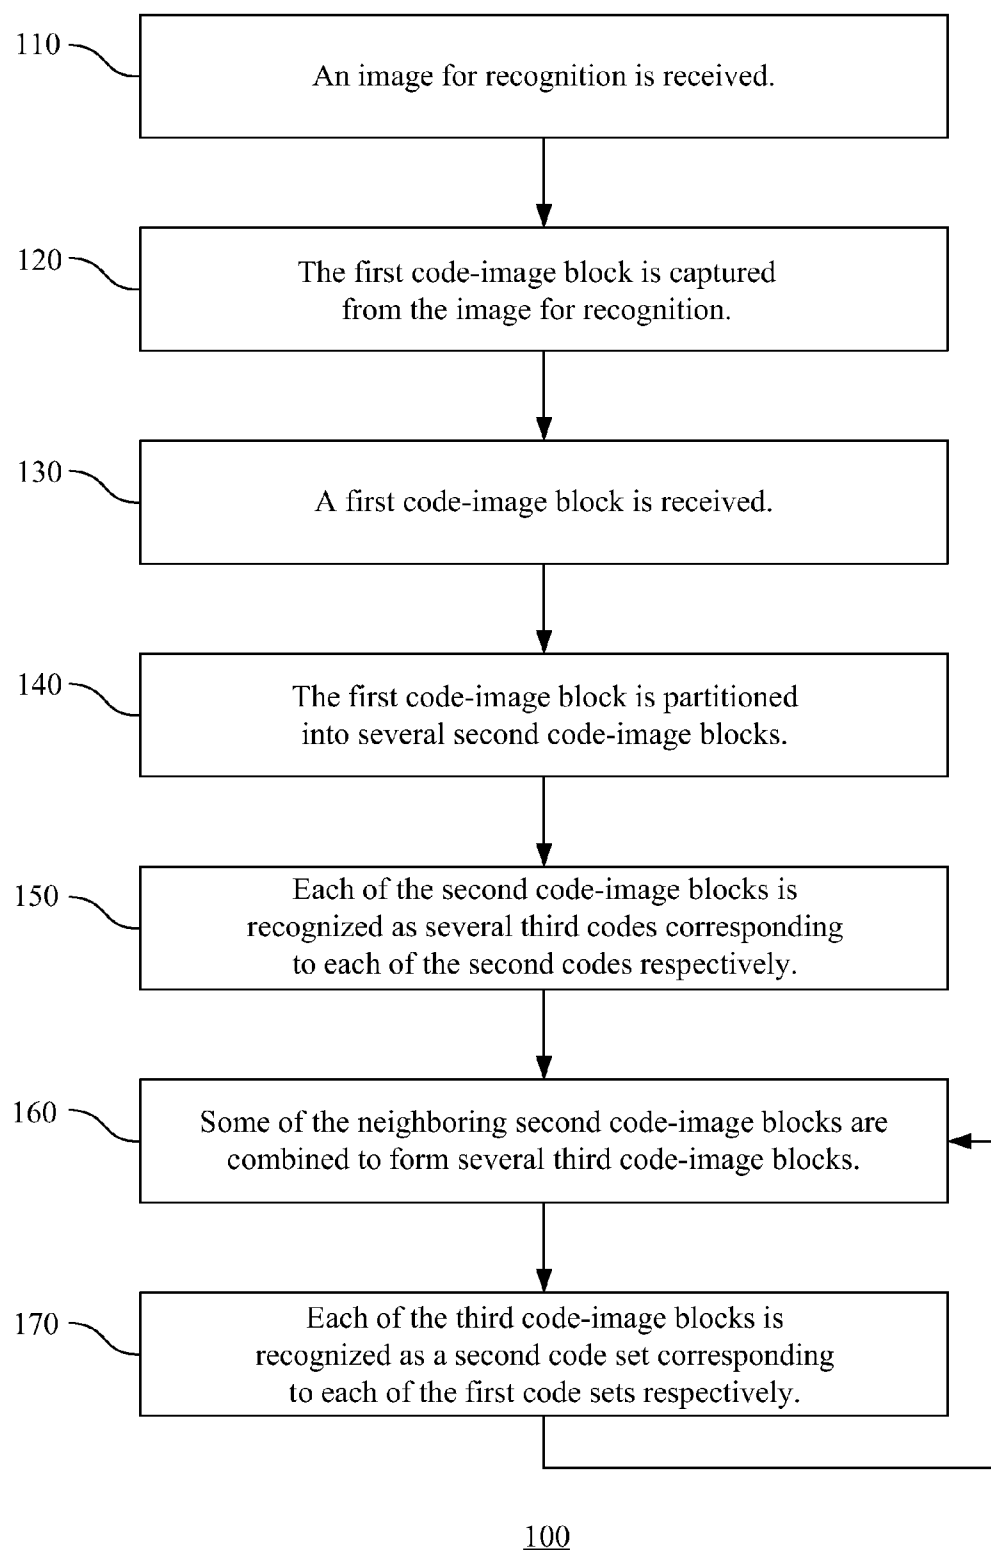 110
An image for recognition is received.
120
The first code-image block is captured
from the image for recognition.
130
A first code-image block is received.
140
The first code-image block is partitioned
into several second code-image blocks.
150
Each of the second code-image blocks is
recognized as several third codes corresponding
to each of the second codes respectively.
160
Some of the neighboring second code-image blocks are
combined to form several third code-image blocks.
170
Each of the third code-image blocks is
recognized as a second code set corresponding
to each of the first code sets respectively.
100